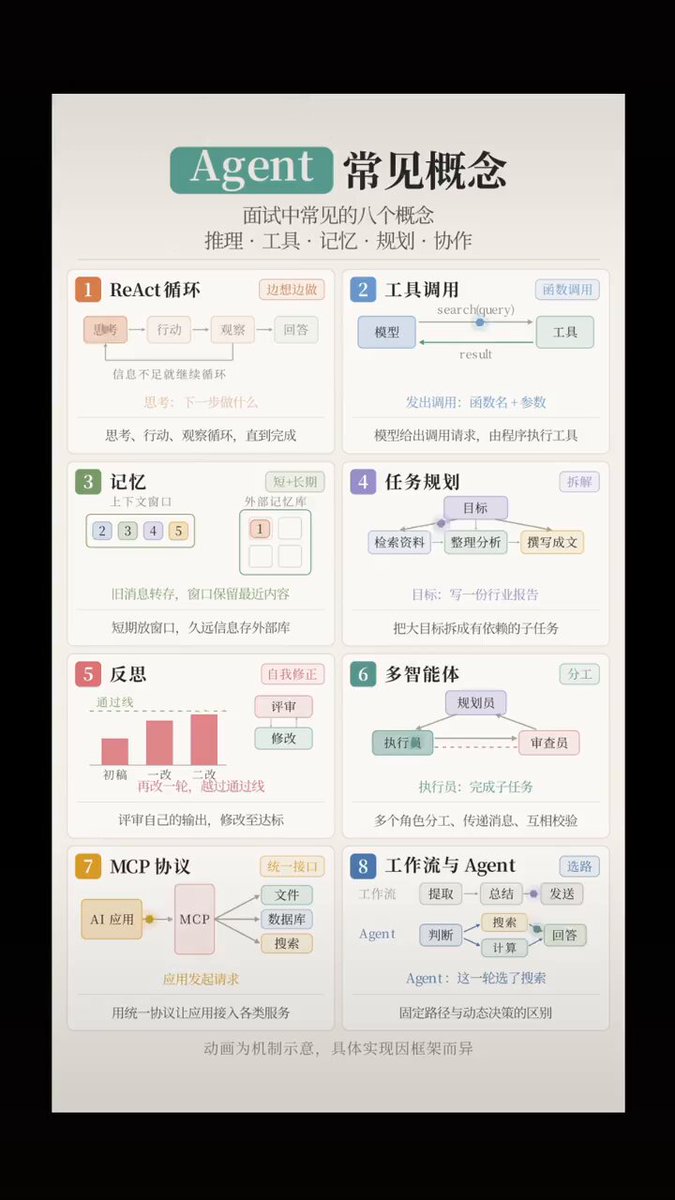 Agent 常见概念
面试中常见的八个概念
推理·工具·记忆·规划·协作
1 ReAct 循环 边想边做
思考 行动 观察 回答
信息不足就继续循环
思考：下一步做什么
思考、行动、观察循环，直到完成
2 工具调用 函数调用
search(query)
模型 工具
result
发出调用：函数名 + 参数
模型给出调用请求，由程序执行工具
3 记忆 短+长期
上下文窗口 外部记忆库
2 3 4 5 1
旧消息转存，窗口保留最近内容
短期放窗口，久远信息存外部库
4 任务规划 拆解
目标
检索资料 整理分析 撰写成文
目标：写一份行业报告
把大目标拆成有依赖的子任务
5 反思 自我修正
通过线
评审
修改
初稿 一改 二改
再改一轮，越过通过线
评审自己的输出，修改至达标
6 多智能体 分工
规划员
执行员 审查员
执行员：完成子任务
多个角色分工、传递消息、互相校验
7 MCP 协议 统一接口
AI 应用 MCP
文件
数据库
搜索
应用发起请求
用统一协议让应用接入各类服务
8 工作流与 Agent 选路
工作流 提取 总结 发送
Agent 判断 搜索 计算 回答
Agent：这一轮选了搜索
固定路径与动态决策的区别
动画为机制示意，具体实现因框架而异